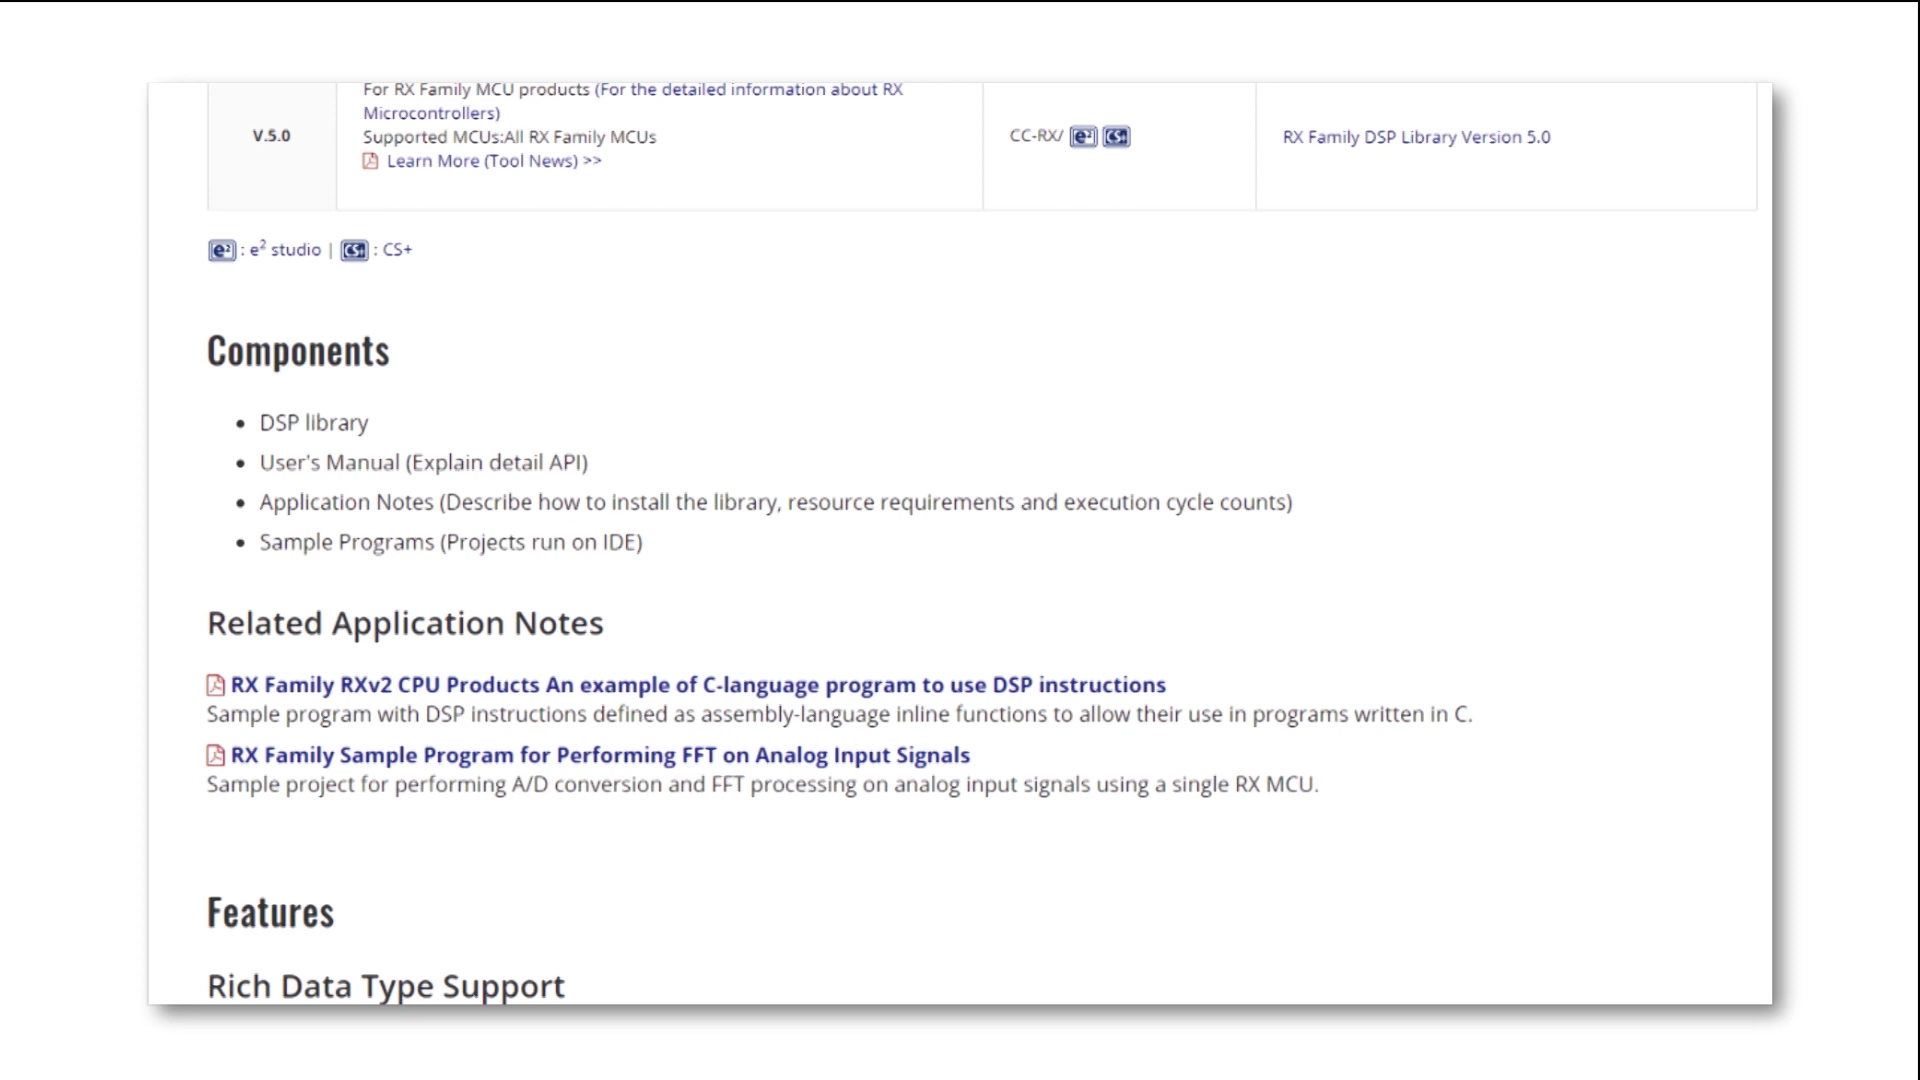 For RX Family MCU products (For the detailed information about RX
Microcontrollers)
V.5.0
Supported MCUs:All RX Family MCUs
Learn More (Tool News) >>
CC-RX/ e² CS+
RX Family DSP Library Version 5.0
e² : e² studio | CS+ : CS+
Components
• DSP library
• User's Manual (Explain detail API)
• Application Notes (Describe how to install the library, resource requirements and execution cycle counts)
• Sample Programs (Projects run on IDE)
Related Application Notes
RX Family RXv2 CPU Products An example of C-language program to use DSP instructions
Sample program with DSP instructions defined as assembly-language inline functions to allow their use in programs written in C.
RX Family Sample Program for Performing FFT on Analog Input Signals
Sample project for performing A/D conversion and FFT processing on analog input signals using a single RX MCU.
Features
Rich Data Type Support